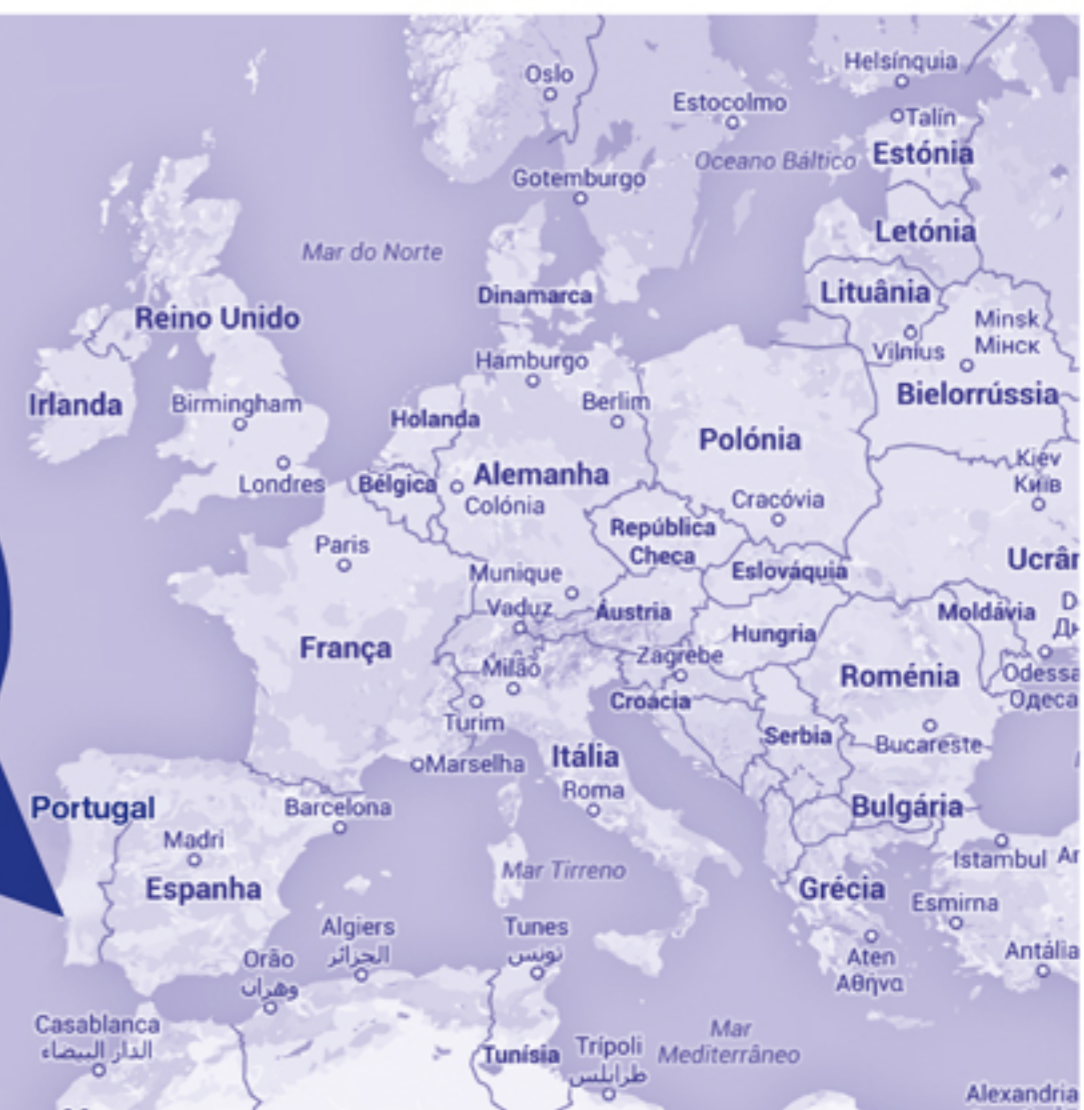 Helsínquia
Oslo
Estocolmo
Talín
Estónia
Oceano Báltico
Gotemburgo
Letónia
Mar do Norte
Dinamarca
Lituânia
Reino Unido
Minsk
Мінск
Vilnius
Hamburgo
Bielorrússia
Irlanda
Birmingham
Berlim
Holanda
Polónia
Kiev
Київ
Londres
Bélgica
Alemanha
Colónia
Cracóvia
República
Checa
Paris
Ucrân
Munique
Eslováquia
Vaduz
Áustria
Moldávia
D
Hungria
França
Zagrebe
Milão
Roménia
Odessa
Одеса
Croácia
Turim
Serbia
Bucareste
Marselha
Itália
Roma
Portugal
Barcelona
Bulgária
Madri
Istambul
Ar
Espanha
Mar Tirreno
Grécia
Esmirna
Algiers
الجزائر
Tunes
تونس
Aten
Αθήνα
Antália
Orão
وهران
Casablanca
الدار البيضاء
Tunísia
Trípoli
طرابلس
Mar
Mediterrâneo
Alexandria